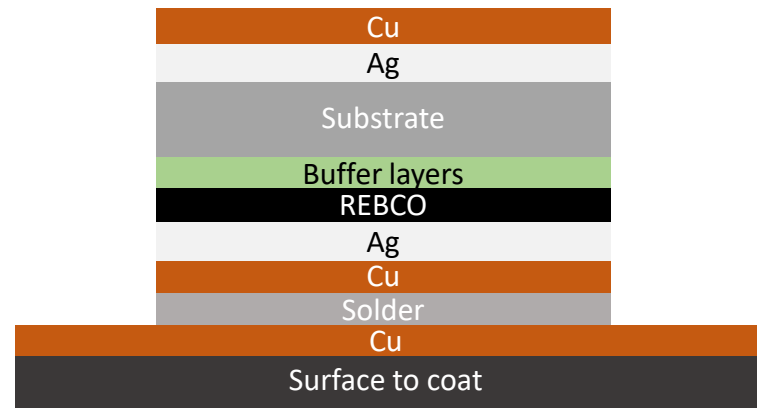 Cu
Ag
Substrate
Buffer layers
REBCO
Ag
Cu
Solder
Cu
Surface to coat